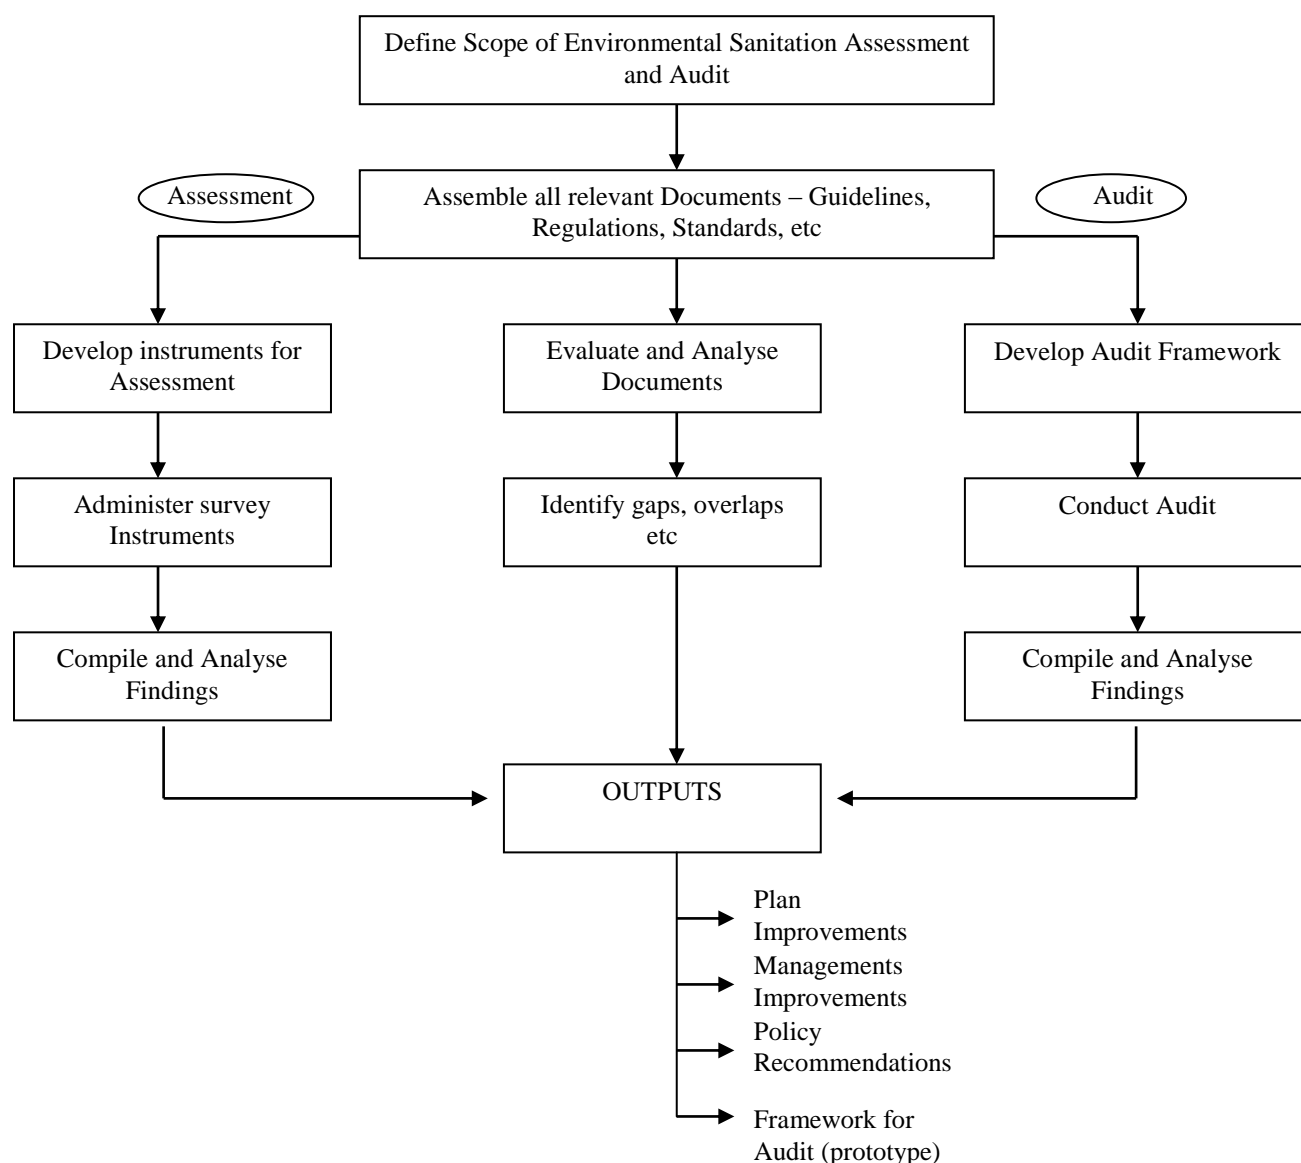 Define Scope of Environmental Sanitation Assessment
and Audit
Assessment
Assemble all relevant Documents – Guidelines,
Regulations, Standards, etc
Audit
Develop instruments for
Assessment
Evaluate and Analyse
Documents
Develop Audit Framework
Administer survey
Instruments
Identify gaps, overlaps
etc
Conduct Audit
Compile and Analyse
Findings
Compile and Analyse
Findings
OUTPUTS
Plan
Improvements
Managements
Improvements
Policy
Recommendations
Framework for
Audit (prototype)